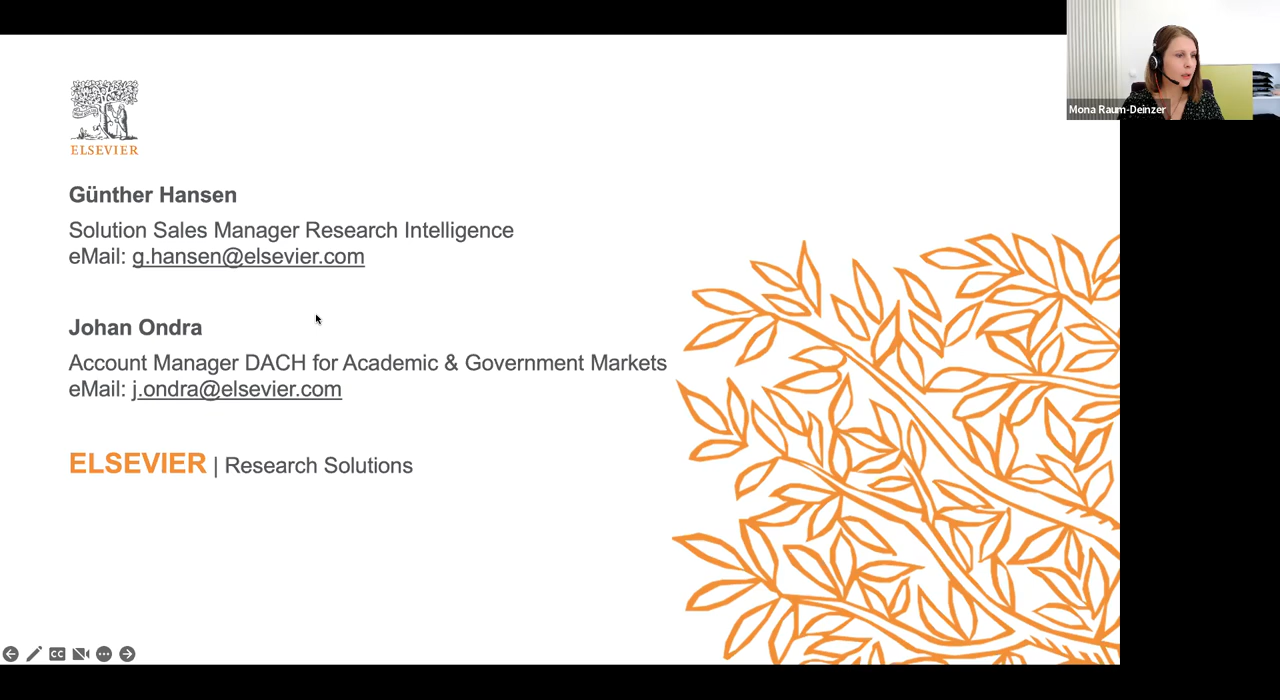 ELSEVIER
Günther Hansen
Solution Sales Manager Research Intelligence
eMail: g.hansen@elsevier.com
Johan Ondra
Account Manager DACH for Academic & Government Markets
eMail: j.ondra@elsevier.com
ELSEVIER | Research Solutions
Mona Raum-Deinzer
CC